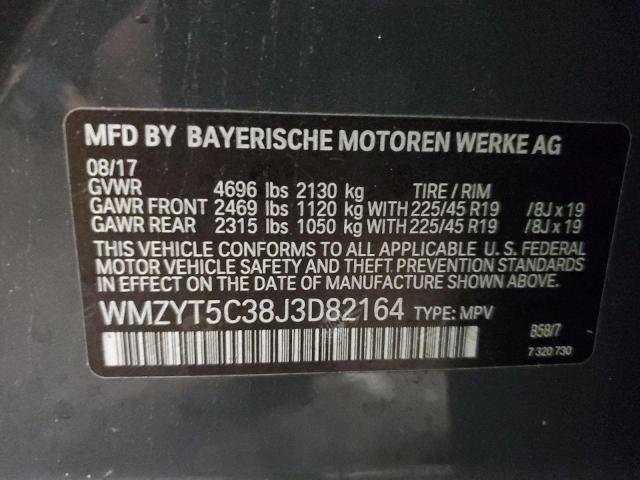 MFD BY BAYERISCHE MOTOREN WERKE AG
08/17
GVWR 4696 lbs 2130 kg TIRE / RIM
GAWR FRONT 2469 lbs 1120 kg WITH 225/45 R19 /8J x 19
GAWR REAR 2315 lbs 1050 kg WITH 225/45 R19 /8J x 19
THIS VEHICLE CONFORMS TO ALL APPLICABLE U.S. FEDERAL
MOTOR VEHICLE SAFETY AND THEFT PREVENTION STANDARDS
IN EFFECT ON THE DATE OF MANUFACTURE SHOWN ABOVE.
WMZYT5C38J3D82164 TYPE: MPV
B58/7
7 320 730